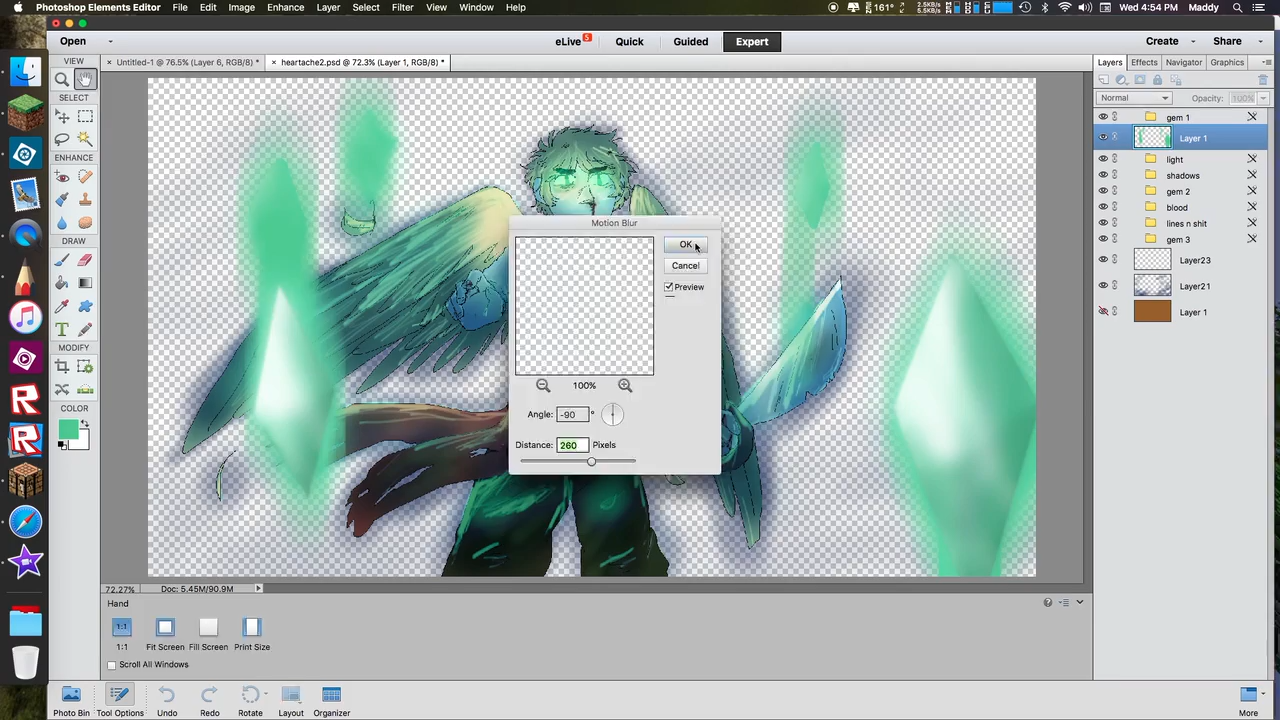 Photoshop Elements Editor File Edit Image Enhance Layer Select Filter View Window Help 161° Wed 4:54 PM Maddy
Open eLive 5 Quick Guided Expert Create Share
VIEW × Untitled-1 @ 76.5% (Layer 6, RGB/8) * × heartache2.psd @ 72.3% (Layer 1, RGB/8) * Layers Effects Navigator Graphics
SELECT
Normal Opacity: 100%
gem 1
Layer 1
ENHANCE
light
shadows
gem 2
blood
lines n shit
gem 3
DRAW
Layer23
Layer21
Layer 1
T
MODIFY
COLOR
Motion Blur
OK
Cancel
Preview
100%
Angle: -90 °
Distance: 260 Pixels
72.27% Doc: 5.45M/90.9M
Hand
1:1
1:1 Fit Screen Fill Screen Print Size
Scroll All Windows
Photo Bin Tool Options Undo Redo Rotate Layout Organizer More